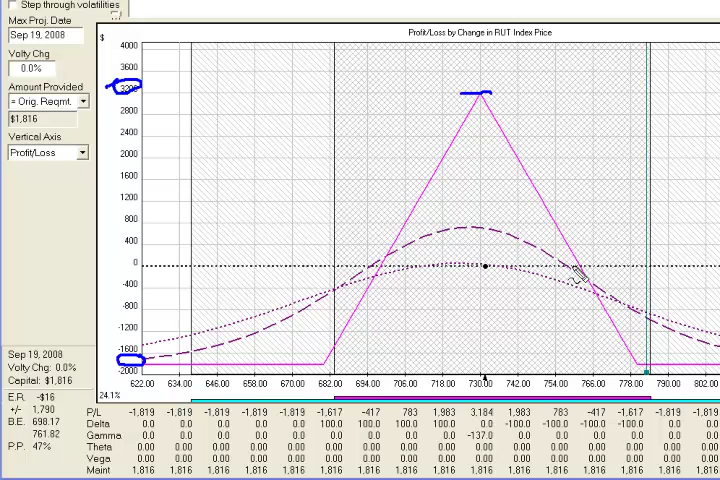 Step through volatilities
Max Proj. Date
Sep 19, 2008
Volty Chg
0.0%
Amount Provided
= Orig. Reqmt.
$1,816
Vertical Axis
Profit/Loss
Profit/Loss by Change in RUT Index Price
$
4000
3600
3200
2800
2400
2000
1600
1200
800
400
0
-400
-800
-1200
-1600
-2000
622.00 634.00 646.00 658.00 670.00 682.00 694.00 706.00 718.00 730.00 742.00 754.00 766.00 778.00 790.00 802.00
24.1%
Sep 19, 2008
Volty Chg: 0.0%
Capital: $1,816
E.R. -$16
+/- 1,790
B.E. 698.17
761.82
P.P. 47%
P/L -1,819 -1,819 -1,819 -1,819 -1,819 -1,617 -417 783 1,983 3,184 1,983 783 -417 -1,617 -1,819 -1,819
Delta 0.0 0.0 0.0 0.0 0.0 100.0 100.0 100.0 100.0 0.0 -100.0 -100.0 -100.0 -100.0 0.0 0.0
Gamma 0.0 0.0 0.0 0.0 0.0 0.0 0.0 0.0 0.0 -137.0 0.0 0.0 0.0 0.0 0.0 0.0
Theta 0.00 0.00 0.00 0.00 0.00 0.00 0.00 0.00 0.00 0.00 0.00 0.00 0.00 0.00 0.00 0.00
Vega 0.00 0.00 0.00 0.00 0.00 0.00 0.00 0.00 0.00 0.00 0.00 0.00 0.00 0.00 0.00 0.00
Maint 1,816 1,816 1,816 1,816 1,816 1,816 1,816 1,816 1,816 1,816 1,816 1,816 1,816 1,816 1,816 1,816